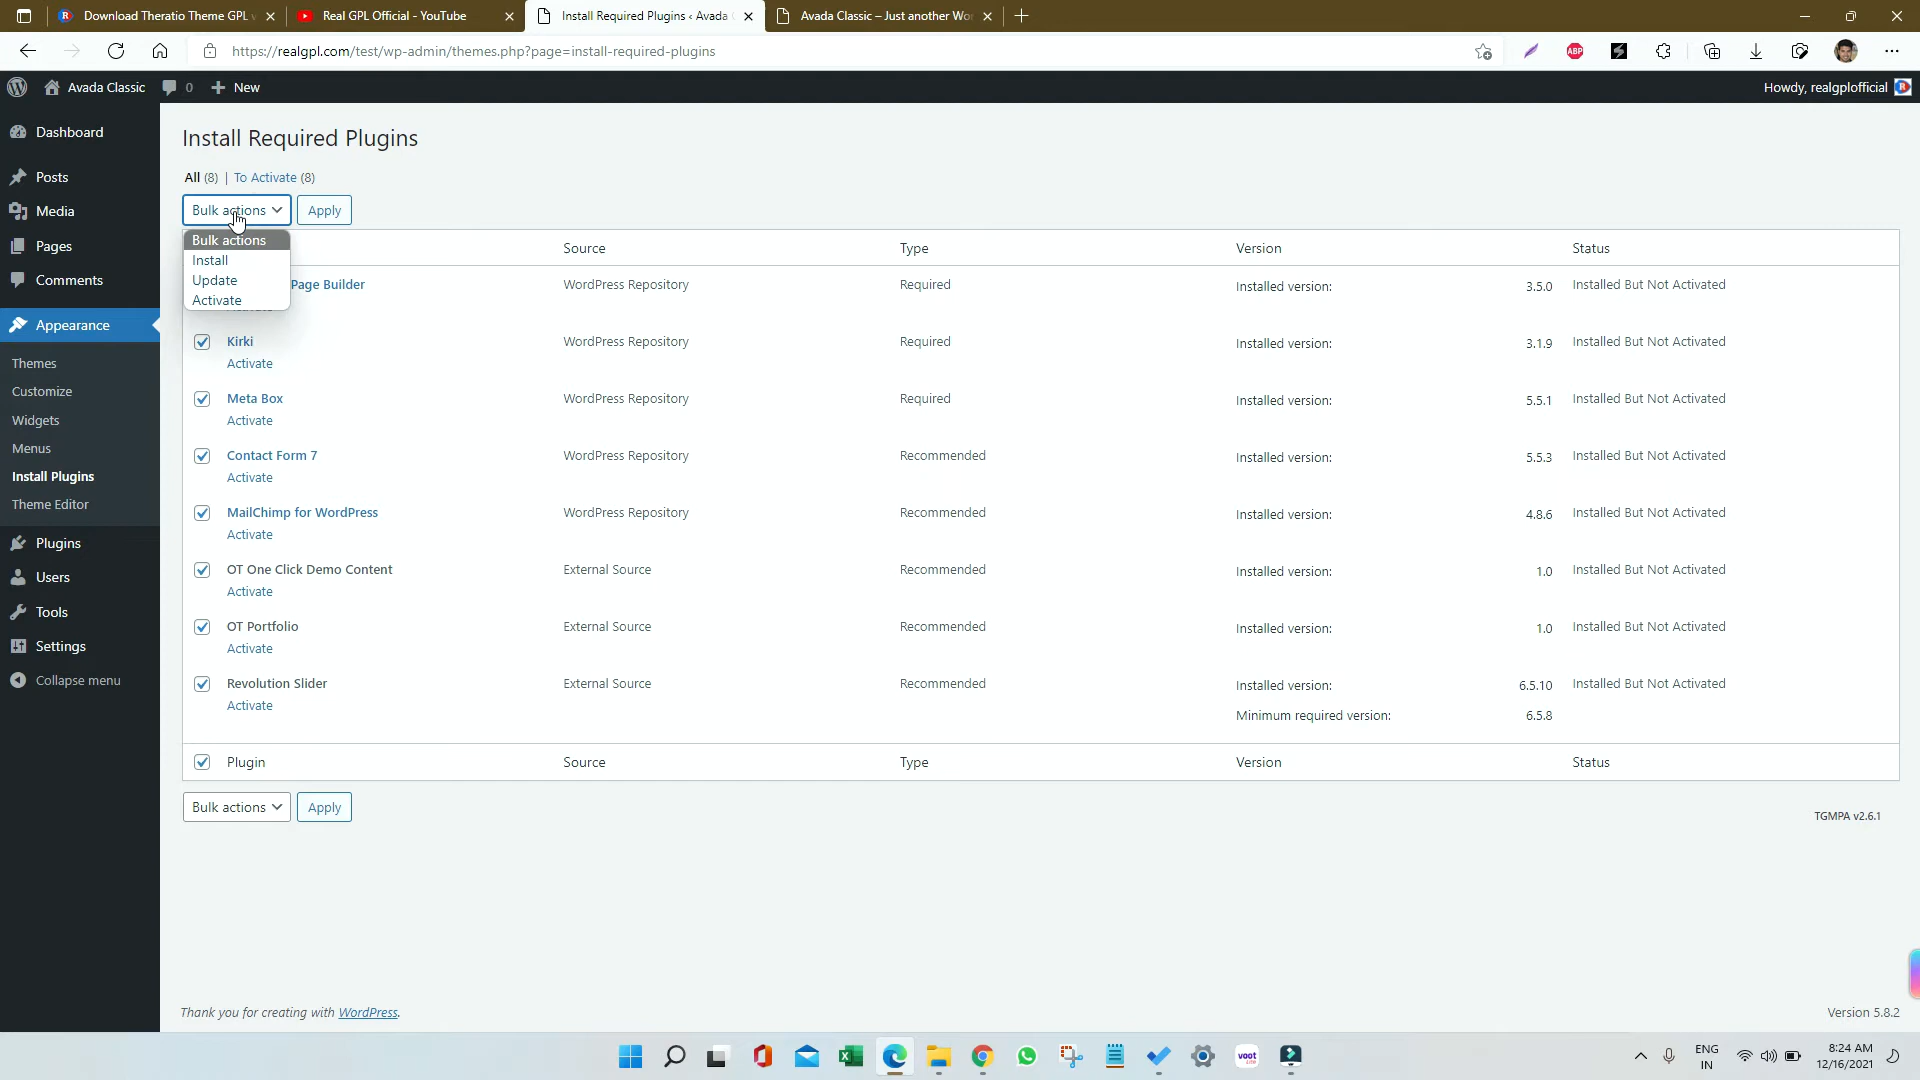 Download Theratio Theme GPL
Real GPL Official - YouTube
Install Required Plugins ‹ Avada
Avada Classic – Just another Wor
https://realgpl.com/test/wp-admin/themes.php?page=install-required-plugins
ABP
Avada Classic
0
New
Howdy, realgplofficial
Dashboard
Posts
Media
Pages
Comments
Appearance
Themes
Customize
Widgets
Menus
Install Plugins
Theme Editor
Plugins
Users
Tools
Settings
Collapse menu
Install Required Plugins
All (8) | To Activate (8)
Bulk actions Apply
Bulk actions
Install
Update
Activate
Source Type Version Status
Page Builder WordPress Repository Required Installed version: 3.5.0 Installed But Not Activated
Kirki WordPress Repository Required Installed version: 3.1.9 Installed But Not Activated
Activate
Meta Box WordPress Repository Required Installed version: 5.5.1 Installed But Not Activated
Activate
Contact Form 7 WordPress Repository Recommended Installed version: 5.5.3 Installed But Not Activated
Activate
MailChimp for WordPress WordPress Repository Recommended Installed version: 4.8.6 Installed But Not Activated
Activate
OT One Click Demo Content External Source Recommended Installed version: 1.0 Installed But Not Activated
Activate
OT Portfolio External Source Recommended Installed version: 1.0 Installed But Not Activated
Activate
Revolution Slider External Source Recommended Installed version: 6.5.10 Installed But Not Activated
Activate
Minimum required version: 6.5.8
Plugin Source Type Version Status
Bulk actions Apply
TGMPA v2.6.1
Thank you for creating with WordPress.
Version 5.8.2
voot
ENG
IN
8:24 AM
12/16/2021